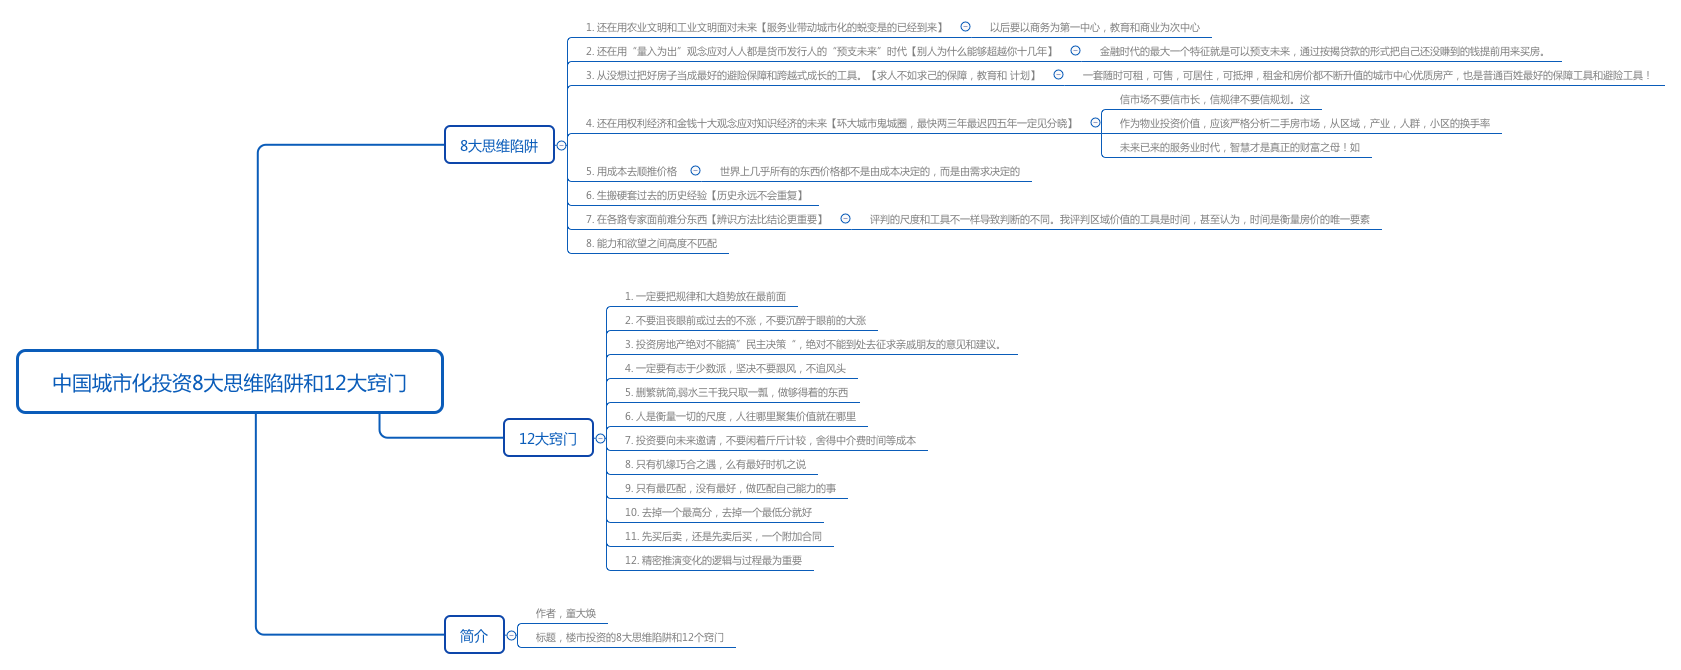 1. 还在用农业文明和工业文明面对未来【服务业带动城市化的蜕变是的已经到来】
以后要以商务为第一中心，教育和商业为次中心
2. 还在用“量入为出”观念应对人人都是货币发行人的“预支未来”时代【别人为什么能够超越你十几年】
金融时代的最大一个特征就是可以预支未来，通过按揭贷款的形式把自己还没赚到的钱提前用来买房。
3. 从没想过把好房子当成最好的避险保障和跨越式成长的工具。【求人不如求己的保障，教育和 计划】
一套随时可租，可售，可居住，可抵押，租金和房价都不断升值的城市中心优质房产，也是普通百姓最好的保障工具和避险工具！
信市场不要信市长，信规律不要信规划。这
4. 还在用权利经济和金钱十大观念应对知识经济的未来【环大城市鬼城圈，最快两三年最迟四五年一定见分晓】
作为物业投资价值，应该严格分析二手房市场，从区域，产业，人群，小区的换手率
未来已来的服务业时代，智慧才是真正的财富之母！如
8大思维陷阱
5. 用成本去顺推价格
世界上几乎所有的东西价格都不是由成本决定的，而是由需求决定的
6. 生搬硬套过去的历史经验【历史永远不会重复】
7. 在各路专家面前难分东西【辨识方法比结论更重要】
评判的尺度和工具不一样导致判断的不同。我评判区域价值的工具是时间，甚至认为，时间是衡量房价的唯一要素
8. 能力和欲望之间高度不匹配
中国城市化投资8大思维陷阱和12大窍门
12大窍门
1. 一定要把规律和大趋势放在最前面
2. 不要沮丧眼前或过去的不涨，不要沉醉于眼前的大涨
3. 投资房地产绝对不能搞”民主决策“，绝对不能到处去征求亲戚朋友的意见和建议。
4. 一定要有志于少数派，坚决不要跟风，不追风头
5. 删繁就简,弱水三千我只取一瓢，做够得着的东西
6. 人是衡量一切的尺度，人往哪里聚集价值就在哪里
7. 投资要向未来邀请，不要闲着斤斤计较，舍得中介费时间等成本
8. 只有机缘巧合之遇，么有最好时机之说
9. 只有最匹配，没有最好，做匹配自己能力的事
10. 去掉一个最高分，去掉一个最低分就好
11. 先买后卖，还是先卖后买，一个附加合同
12. 精密推演变化的逻辑与过程最为重要
简介
作者，童大焕
标题，楼市投资的8大思维陷阱和12个窍门